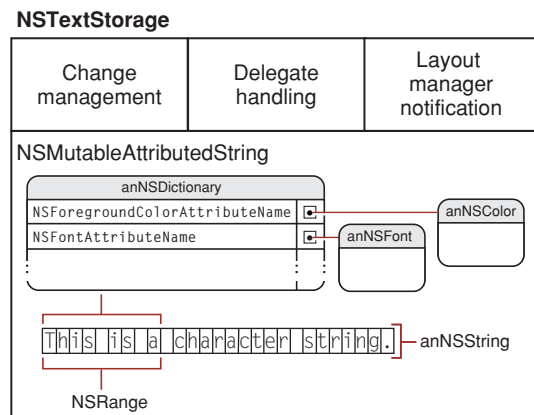 NSTextStorage
Change
management
Delegate
handling
Layout
manager
notification
NSMutableAttributedString
anNSDictionary
NSForegroundColorAttributeName
anNSColor
NSFontAttributeName
anNSFont
This is a character string.
anNSString
NSRange